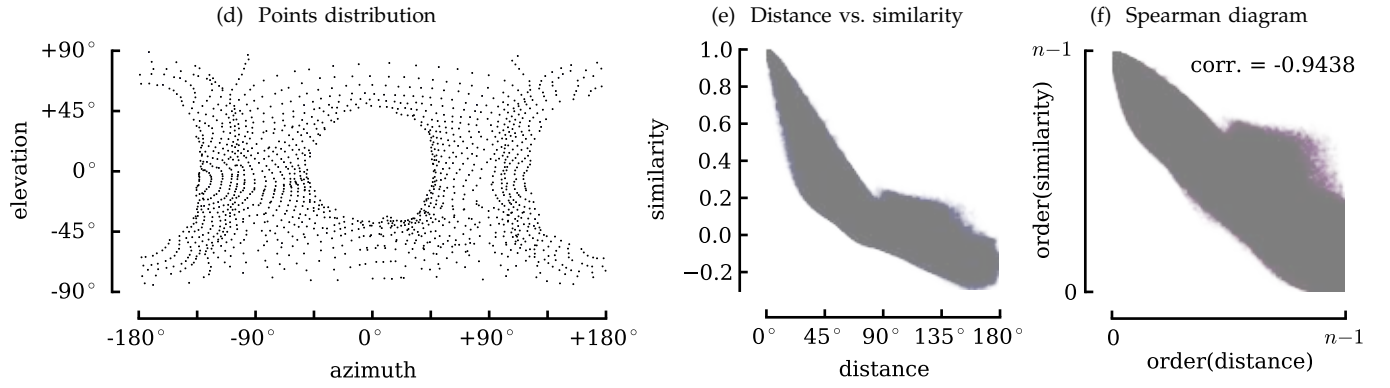 (d) Points distribution
+90°
+45°
0°
-45°
-90°
elevation
-180°
-90°
0°
+90°
+180°
azimuth
(e) Distance vs. similarity
1.0
0.8
0.6
0.4
0.2
0.0
−0.2
similarity
0°
45°
90°
135°
180°
distance
(f) Spearman diagram
n−1
corr. = -0.9438
order(similarity)
0
0
n−1
order(distance)